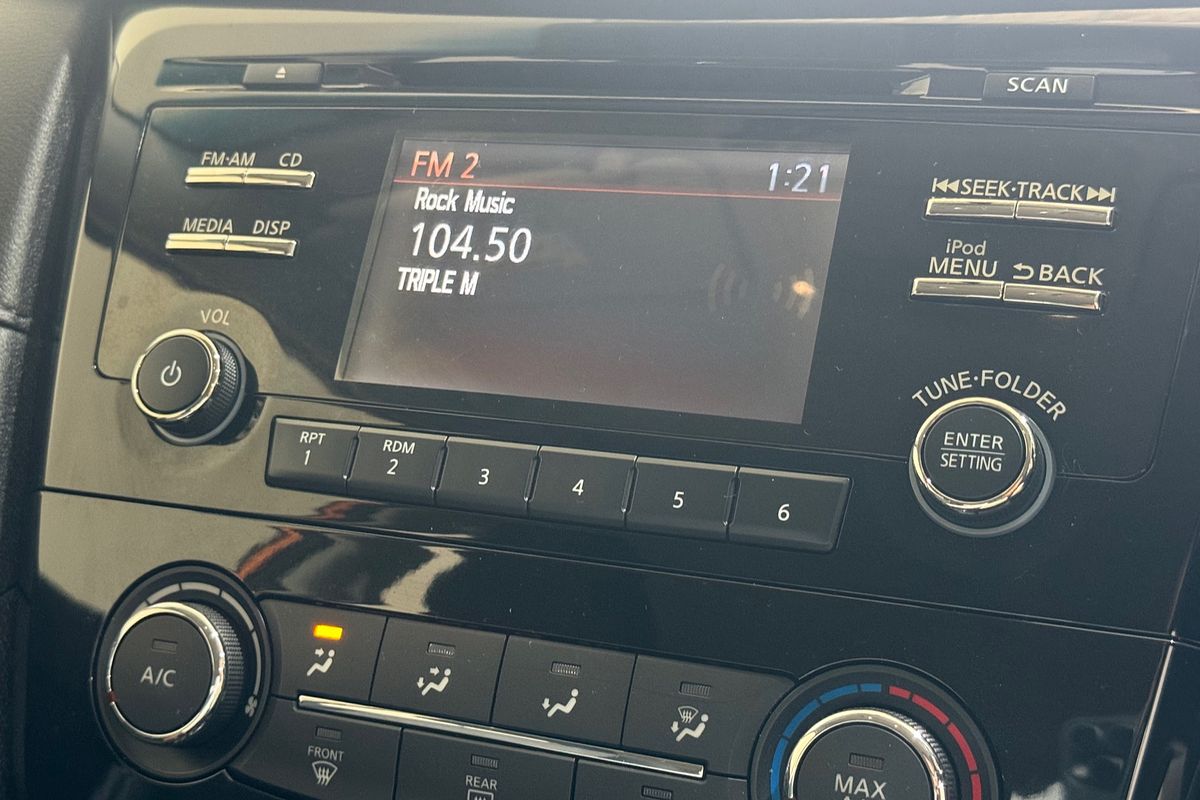 SCAN
FM·AM CD
MEDIA DISP
VOL
FM 2 1:21
Rock Music
104.50
TRIPLE M
SEEK·TRACK
iPod
MENU BACK
TUNE·FOLDER
ENTER
SETTING
RPT
1
RDM
2
3
4
5
6
A/C
FRONT
REAR
MAX